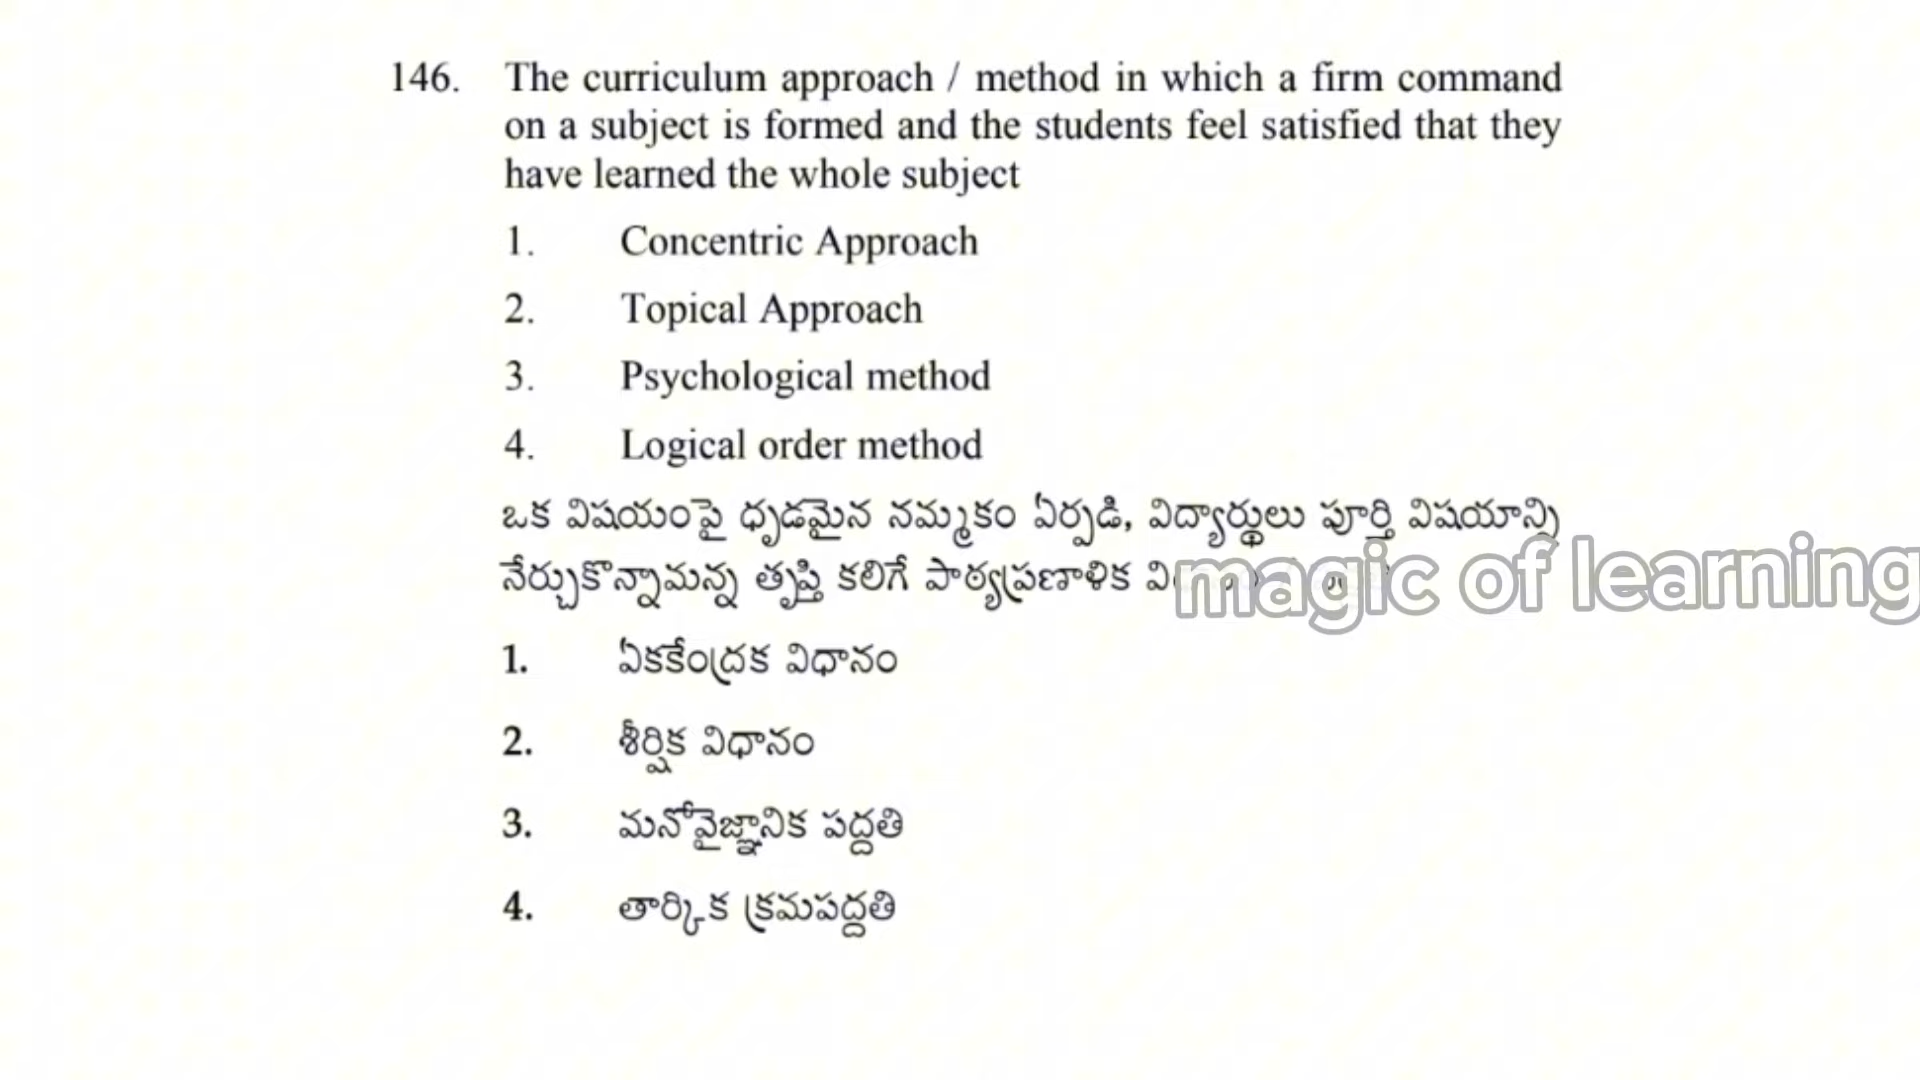 146. The curriculum approach / method in which a firm command
on a subject is formed and the students feel satisfied that they
have learned the whole subject
1. Concentric Approach
2. Topical Approach
3. Psychological method
4. Logical order method
ఒక విషయంపై ధృడమైన నమ్మకం ఏర్పడి, విద్యార్థులు పూర్తి విషయాన్ని
నేర్చుకొన్నామన్న తృప్తి కలిగే పాఠ్యప్రణాళిక
magic of learning
1. ఏకకేంద్రక విధానం
2. శీర్షిక విధానం
3. మనోవైజ్ఞానిక పద్దతి
4. తార్కిక క్రమపద్దతి